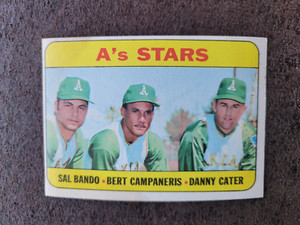 A's STARS
A A A
SAL BANDO • BERT CAMPANERIS • DANNY CATER